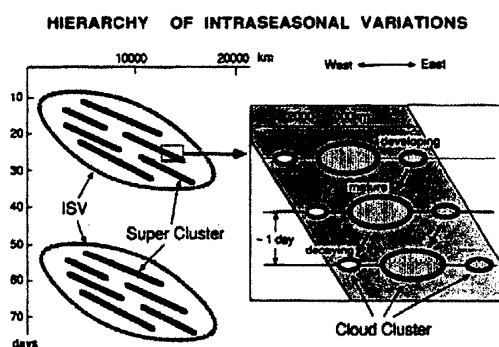 HIERARCHY OF INTRASEASONAL VARIATIONS
10000 20000 km
West East
10
20
30
40
50
60
70
days
ISV
Super Cluster
developing
mature
~ 1 day
decaying
Cloud Cluster